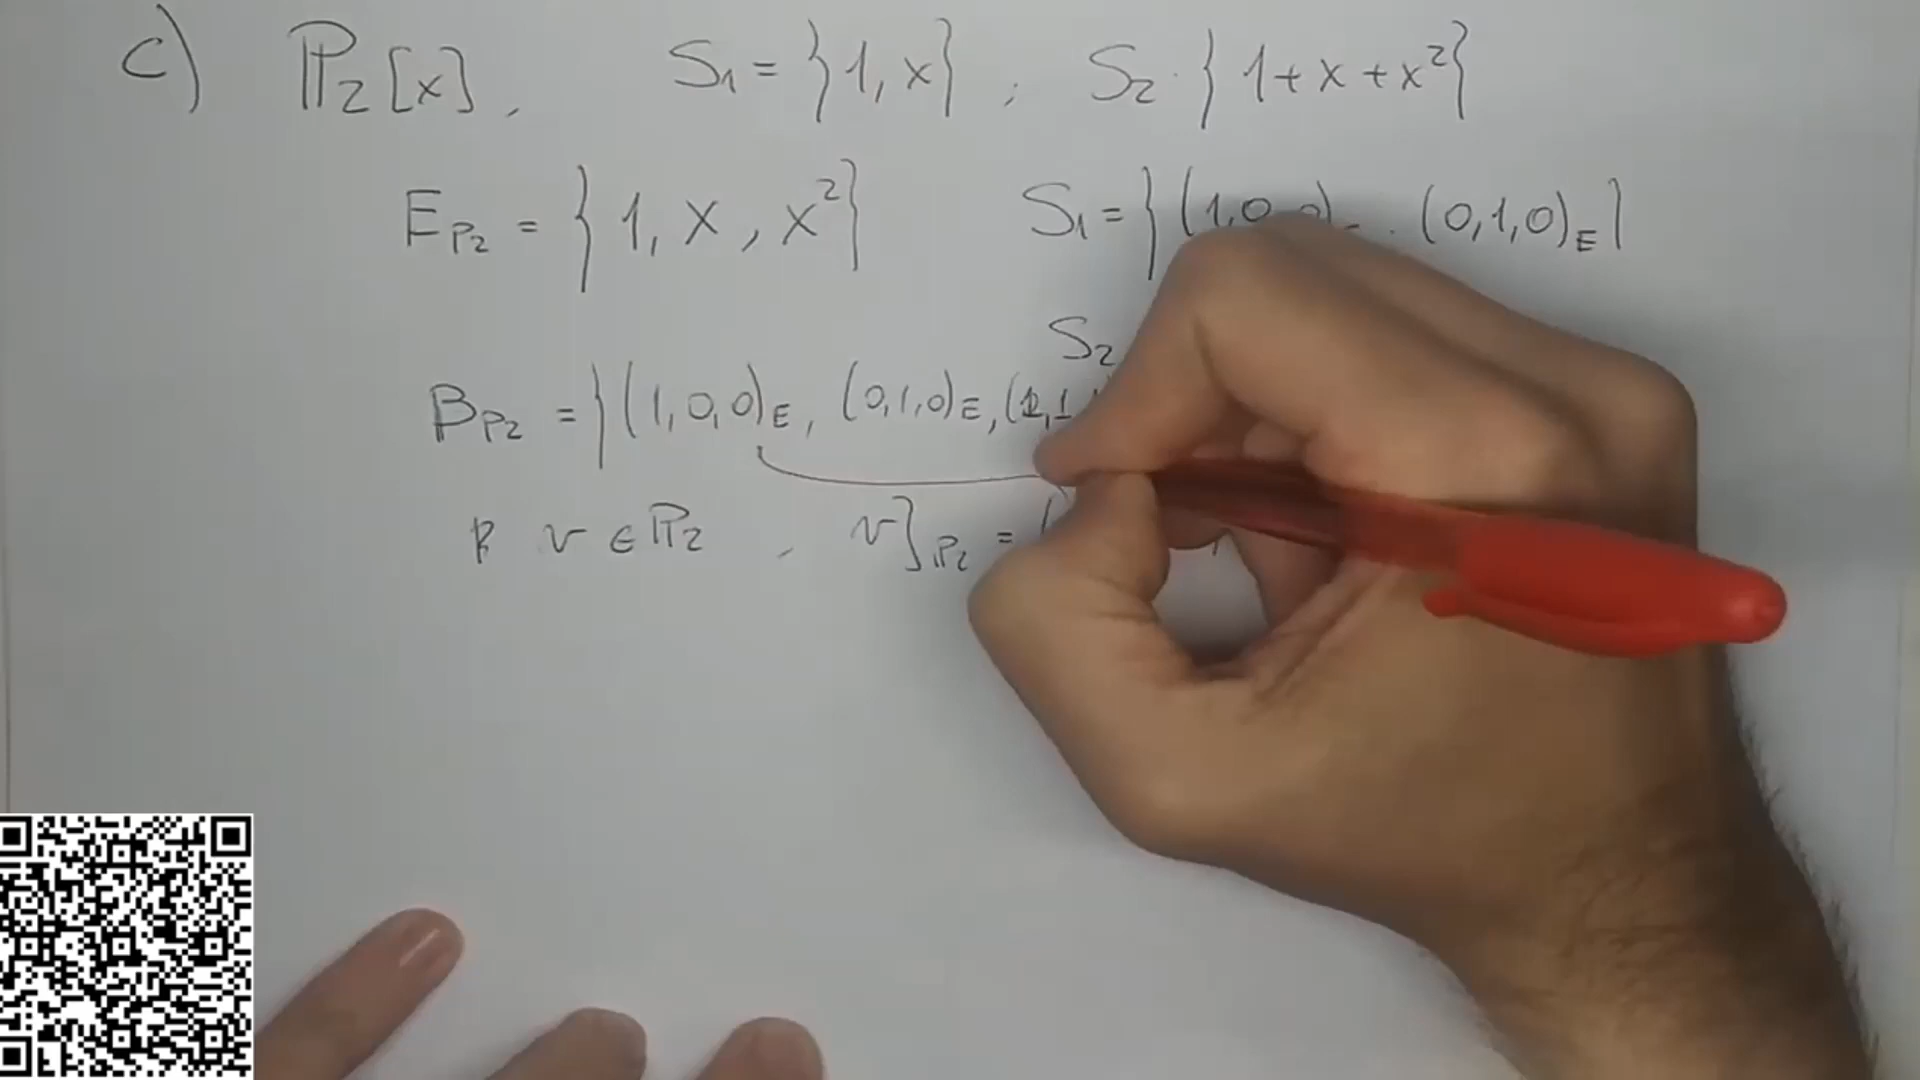 c) ℙ₂[x], S₁ = {1, x} ; S₂ {1+x+x²}
E_P₂ = {1, x, x²} S₁ = {(1,0,0) (0,1,0)_E}
S₂
B_P₂ = {(1,0,0)_E, (0,1,0)_E, (1,1
v ∈ ℙ₂ , v]_ℙ₂ = (